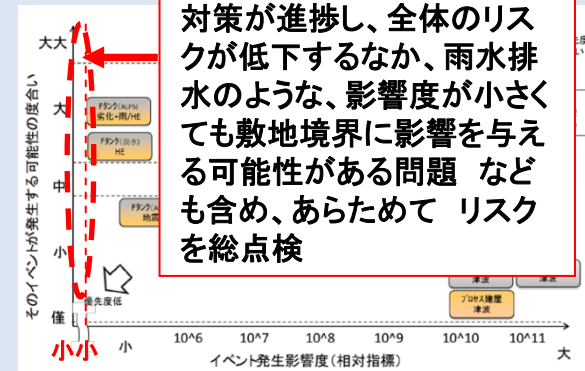 対策が進捗し、全体のリス
クが低下するなか、雨水排
水のような、影響度が小さく
ても敷地境界に影響を与え
る可能性がある問題 など
も含め、あらためて リスク
を総点検
そのイベントが発生する可能性の度合い
大大
大
中
小
僅
Fタンク(ALPS)
劣化+雨/HE
Fタンク(淡水)
HE
Fタンク(A
地震
優先度低
津波
津波
プロセス建屋
津波
小小
小
10^6
10^7
10^8
10^9
10^10
10^11
大
イベント発生影響度(相対指標)